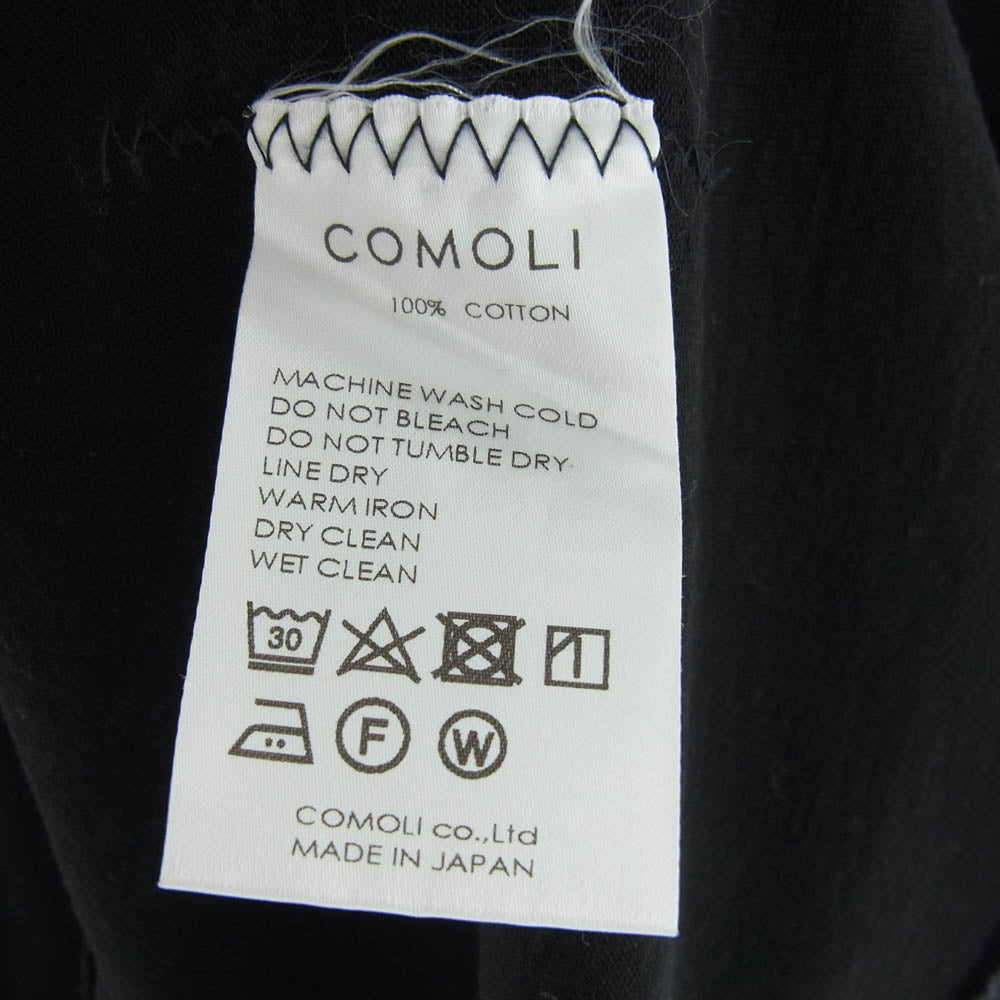 COMOLI
100% COTTON
MACHINE WASH COLD
DO NOT BLEACH
DO NOT TUMBLE DRY
LINE DRY
WARM IRON
DRY CLEAN
WET CLEAN
30
F W
COMOLI co.,Ltd
MADE IN JAPAN